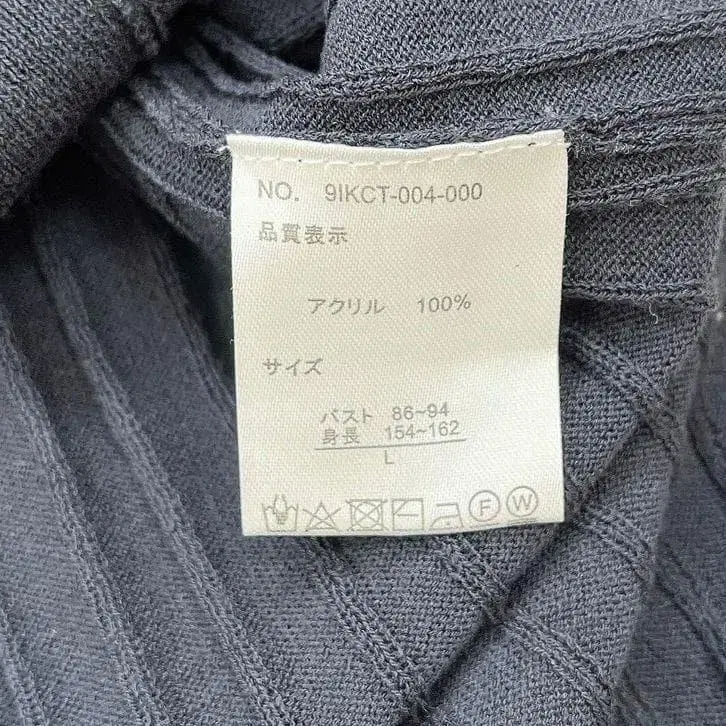 NO. 9IKCT-004-000
品質表示
アクリル 100%
サイズ
バスト 86~94
身長 154~162
L
F W